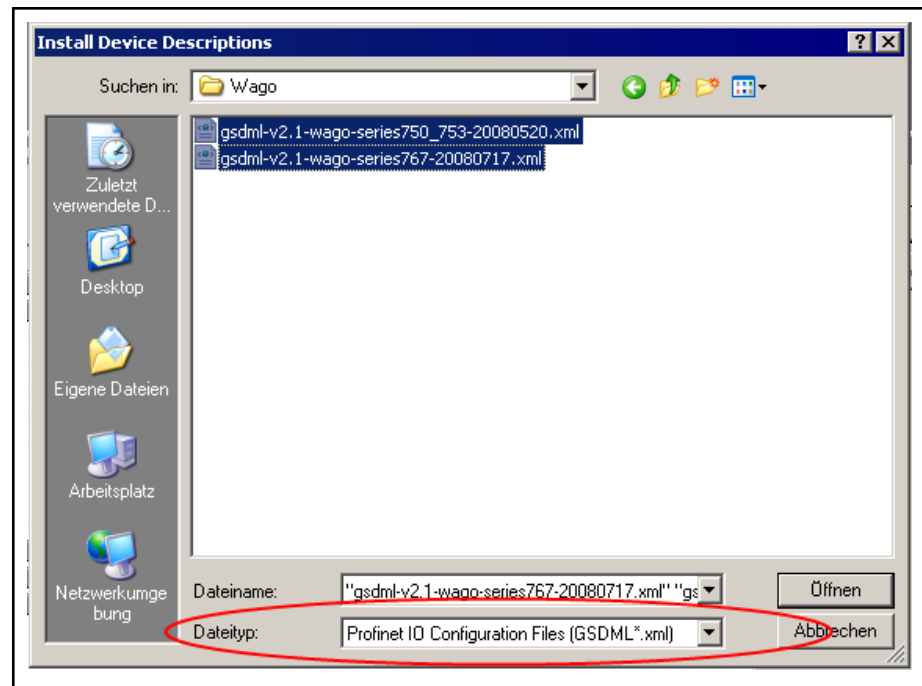 Install Device Descriptions
Suchen in:
Wago
gsdml-v2.1-wago-series750_753-20080520.xml
gsdml-v2.1-wago-series767-20080717.xml
Zuletzt
verwendete D...
Desktop
Eigene Dateien
Arbeitsplatz
Netzwerkumge
bung
Dateiname:
"gsdml-v2.1-wago-series767-20080717.xml" "gs
Öffnen
Dateityp:
Profinet IO Configuration Files (GSDML*.xml)
Abbrechen